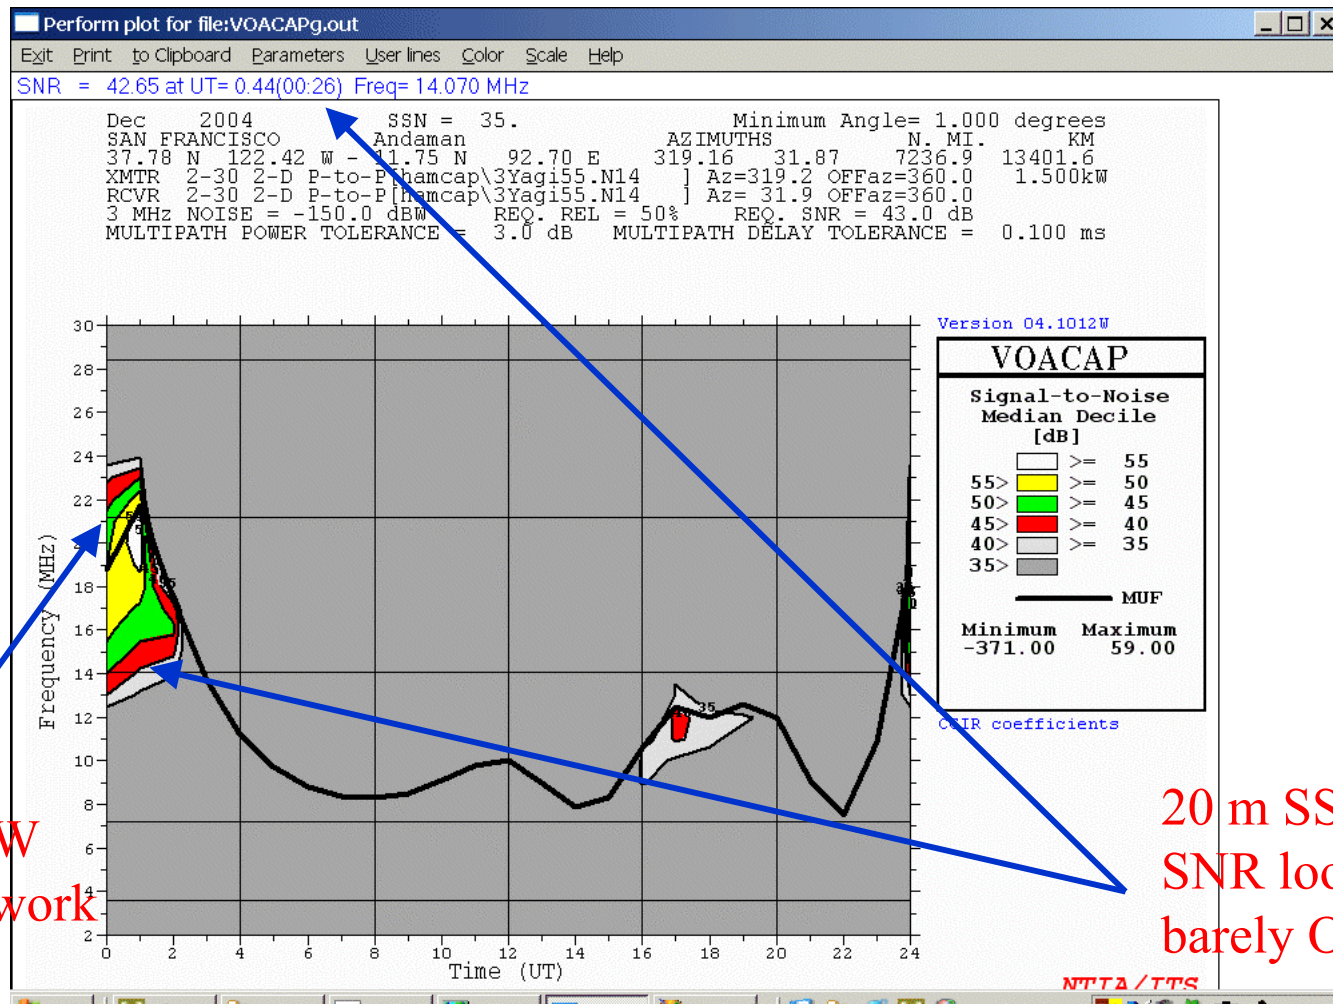 Perform plot for file:VOACAPg.out
Exit Print to Clipboard Parameters User lines Color Scale Help
SNR = 42.65 at UT= 0.44(00:26) Freq= 14.070 MHz
Dec 2004 SSN = 35. Minimum Angle= 1.000 degrees
SAN FRANCISCO Andaman AZIMUTHS N. MI. KM
37.78 N 122.42 W - 11.75 N 92.70 E 319.16 31.87 7236.9 13401.6
XMTR 2-30 2-D P-to-P[hamcap\3Yagi55.N14 ] Az=319.2 OFFaz=360.0 1.500kW
RCVR 2-30 2-D P-to-P[hamcap\3Yagi55.N14 ] Az= 31.9 OFFaz=360.0
3 MHz NOISE = -150.0 dBW REQ. REL = 50% REQ. SNR = 43.0 dB
MULTIPATH POWER TOLERANCE = 3.0 dB MULTIPATH DELAY TOLERANCE = 0.100 ms
Version 04.1012W
VOACAP
Signal-to-Noise
Median Decile
[dB]
>= 55
55> >= 50
50> >= 45
45> >= 40
40> >= 35
35>
MUF
Minimum Maximum
-371.00 59.00
CCIR coefficients
30
28
26
24
22
18
16
14
12
10
8
6
4
2
Frequency (MHz)
35
0 2 4 6 8 10 12 14 16 18 20 22 24
Time (UT)
W
work
20 m SS
SNR loo
barely O
NTIA/ITS